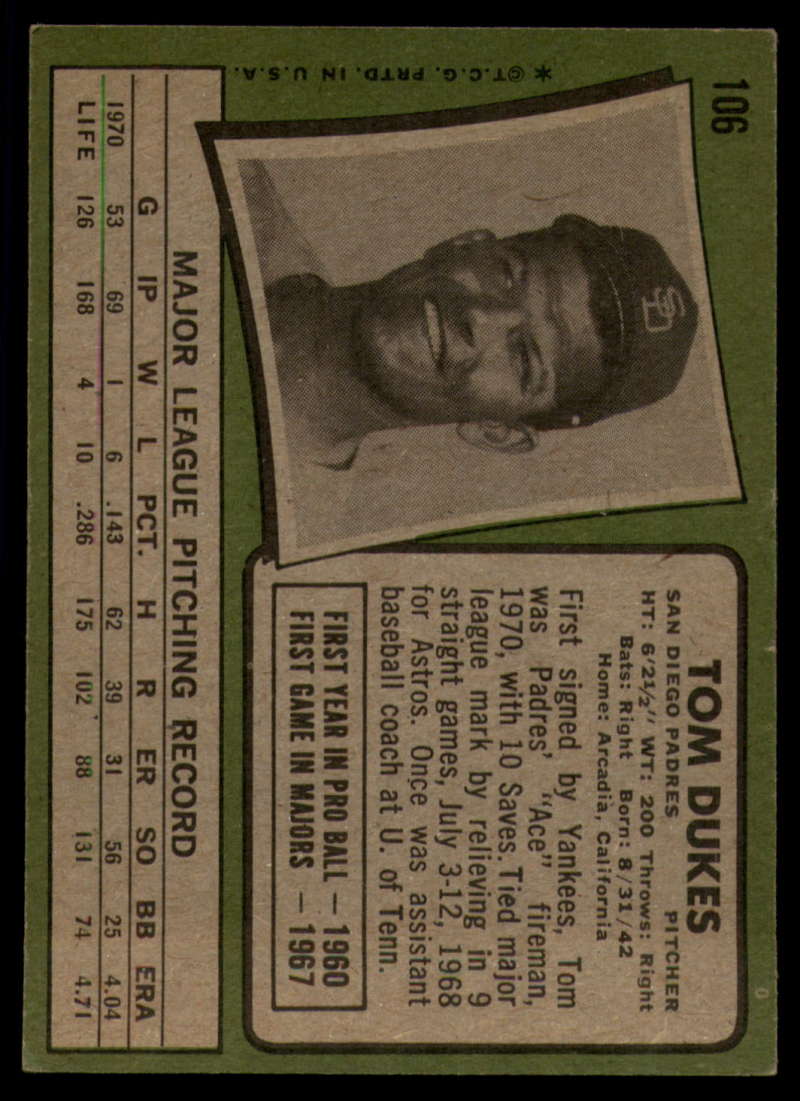 106
TOM DUKES
SAN DIEGO PADRES PITCHER
HT: 6'2½" WT: 200 Throws: Right
Bats: Right Born: 8/31/42
Home: Arcadia, California
First signed by Yankees, Tom
was Padres' "Ace" fireman,
1970, with 10 Saves. Tied major
league mark by relieving in 9
straight games, July 3-12, 1968
for Astros. Once was assistant
baseball coach at U. of Tenn.
FIRST YEAR IN PRO BALL — 1960
FIRST GAME IN MAJORS — 1967
SD
*©T.C.G. PRTD. IN U.S.A.
MAJOR LEAGUE PITCHING RECORD
G IP W L PCT. H R ER SO BB ERA
1970 53 69 1 6 .143 62 39 31 56 25 4.04
LIFE 126 168 4 10 .286 175 102 88 131 74 4.71